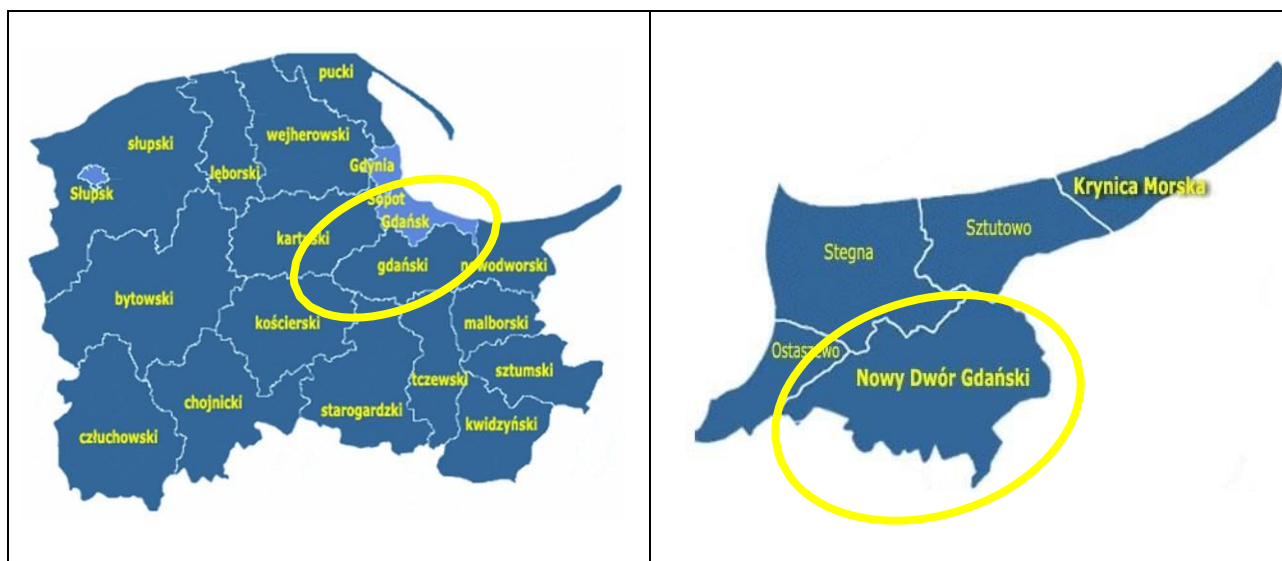 pucki
wejherowski
słupski
Gdynia
lęborski
Słupsk
Sopot
Gdańsk
kartuski
gdański
nowodworski
bytowski
kościerski
malborski
sztumski
tczewski
chojnicki
starogardzki
kwidzyński
człuchowski
Krynica Morska
Sztutowo
Stegna
Ostaszewo
Nowy Dwór Gdański